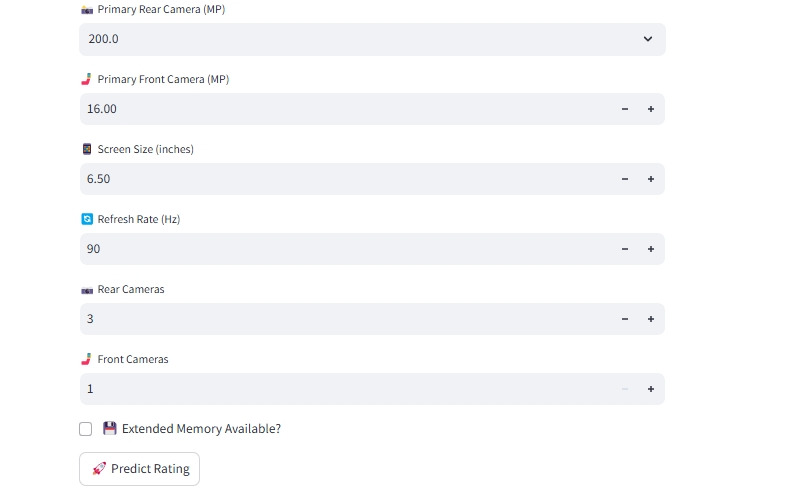 Primary Rear Camera (MP)
200.0
Primary Front Camera (MP)
16.00
Screen Size (inches)
6.50
Refresh Rate (Hz)
90
Rear Cameras
3
Front Cameras
1
Extended Memory Available?
Predict Rating